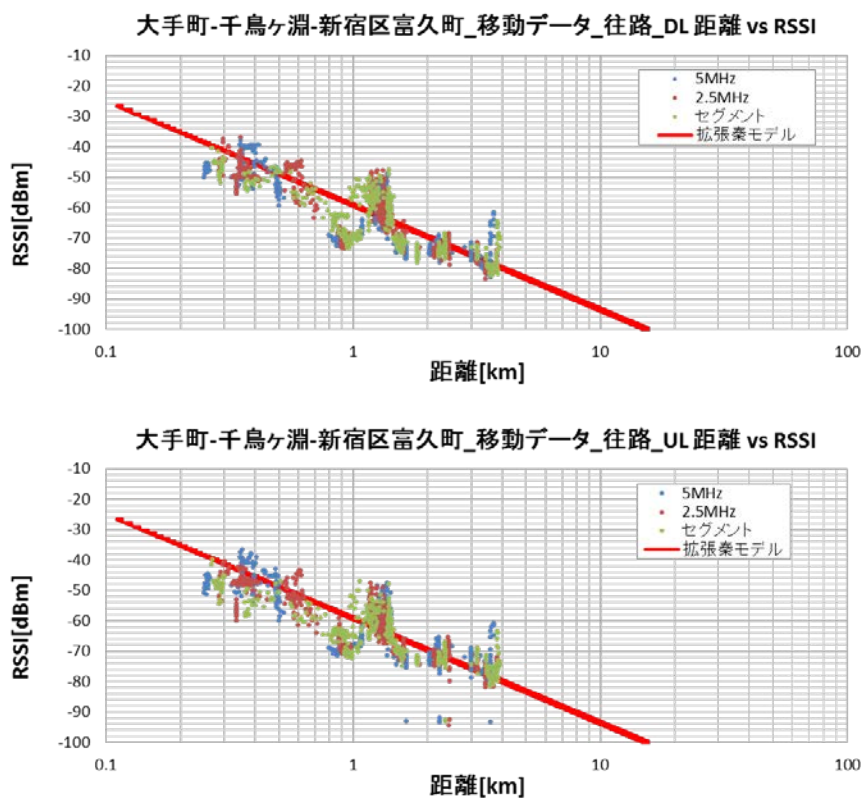 大手町-千鳥ヶ淵-新宿区富久町_移動データ_往路_DL 距離 vs RSSI
-10
-20
-30
-40
-50
-60
-70
-80
-90
-100
RSSI[dBm]
5MHz
2.5MHz
セグメント
拡張秦モデル
0.1
1
10
100
距離[km]
大手町-千鳥ヶ淵-新宿区富久町_移動データ_往路_UL 距離 vs RSSI
-10
-20
-30
-40
-50
-60
-70
-80
-90
-100
RSSI[dBm]
5MHz
2.5MHz
セグメント
拡張秦モデル
0.1
1
10
100
距離[km]